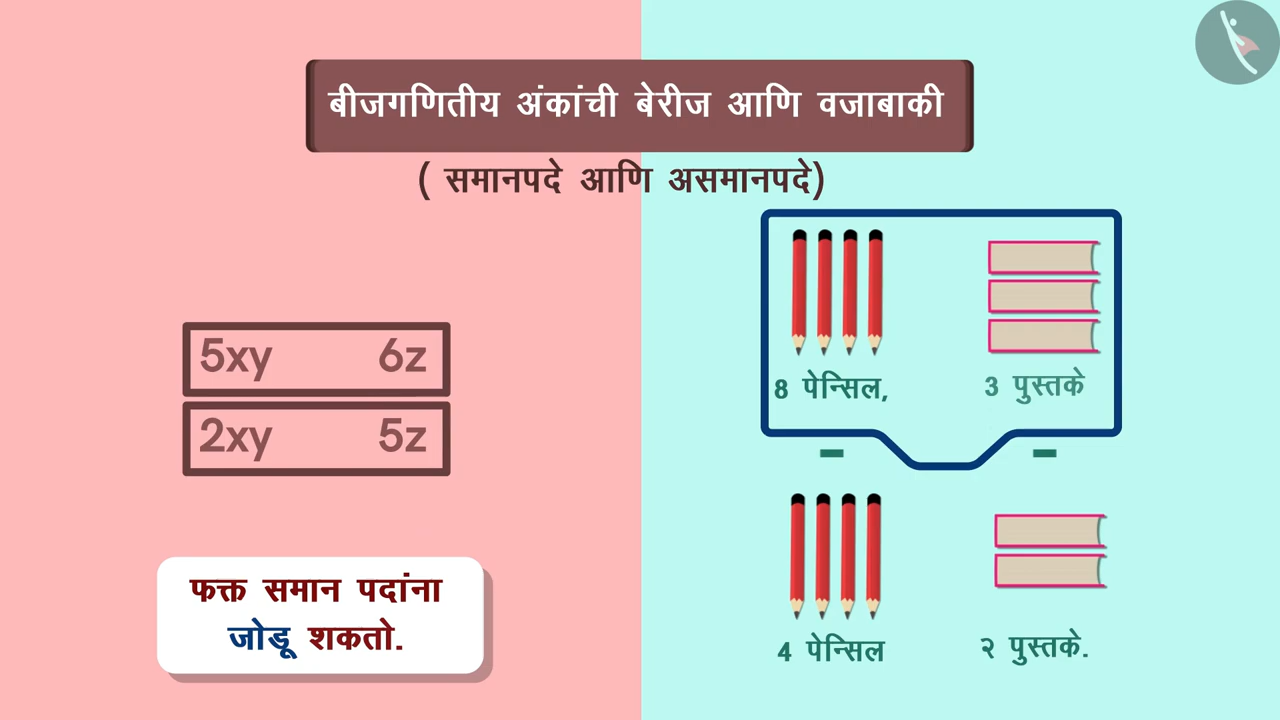 बीजगणितीय अंकांची बेरीज आणि वजाबाकी
( समानपदे आणि असमानपदे)
5xy 6z
2xy 5z
फक्त समान पदांना
जोडू शकतो.
8 पेन्सिल, 3 पुस्तके
- -
4 पेन्सिल २ पुस्तके.